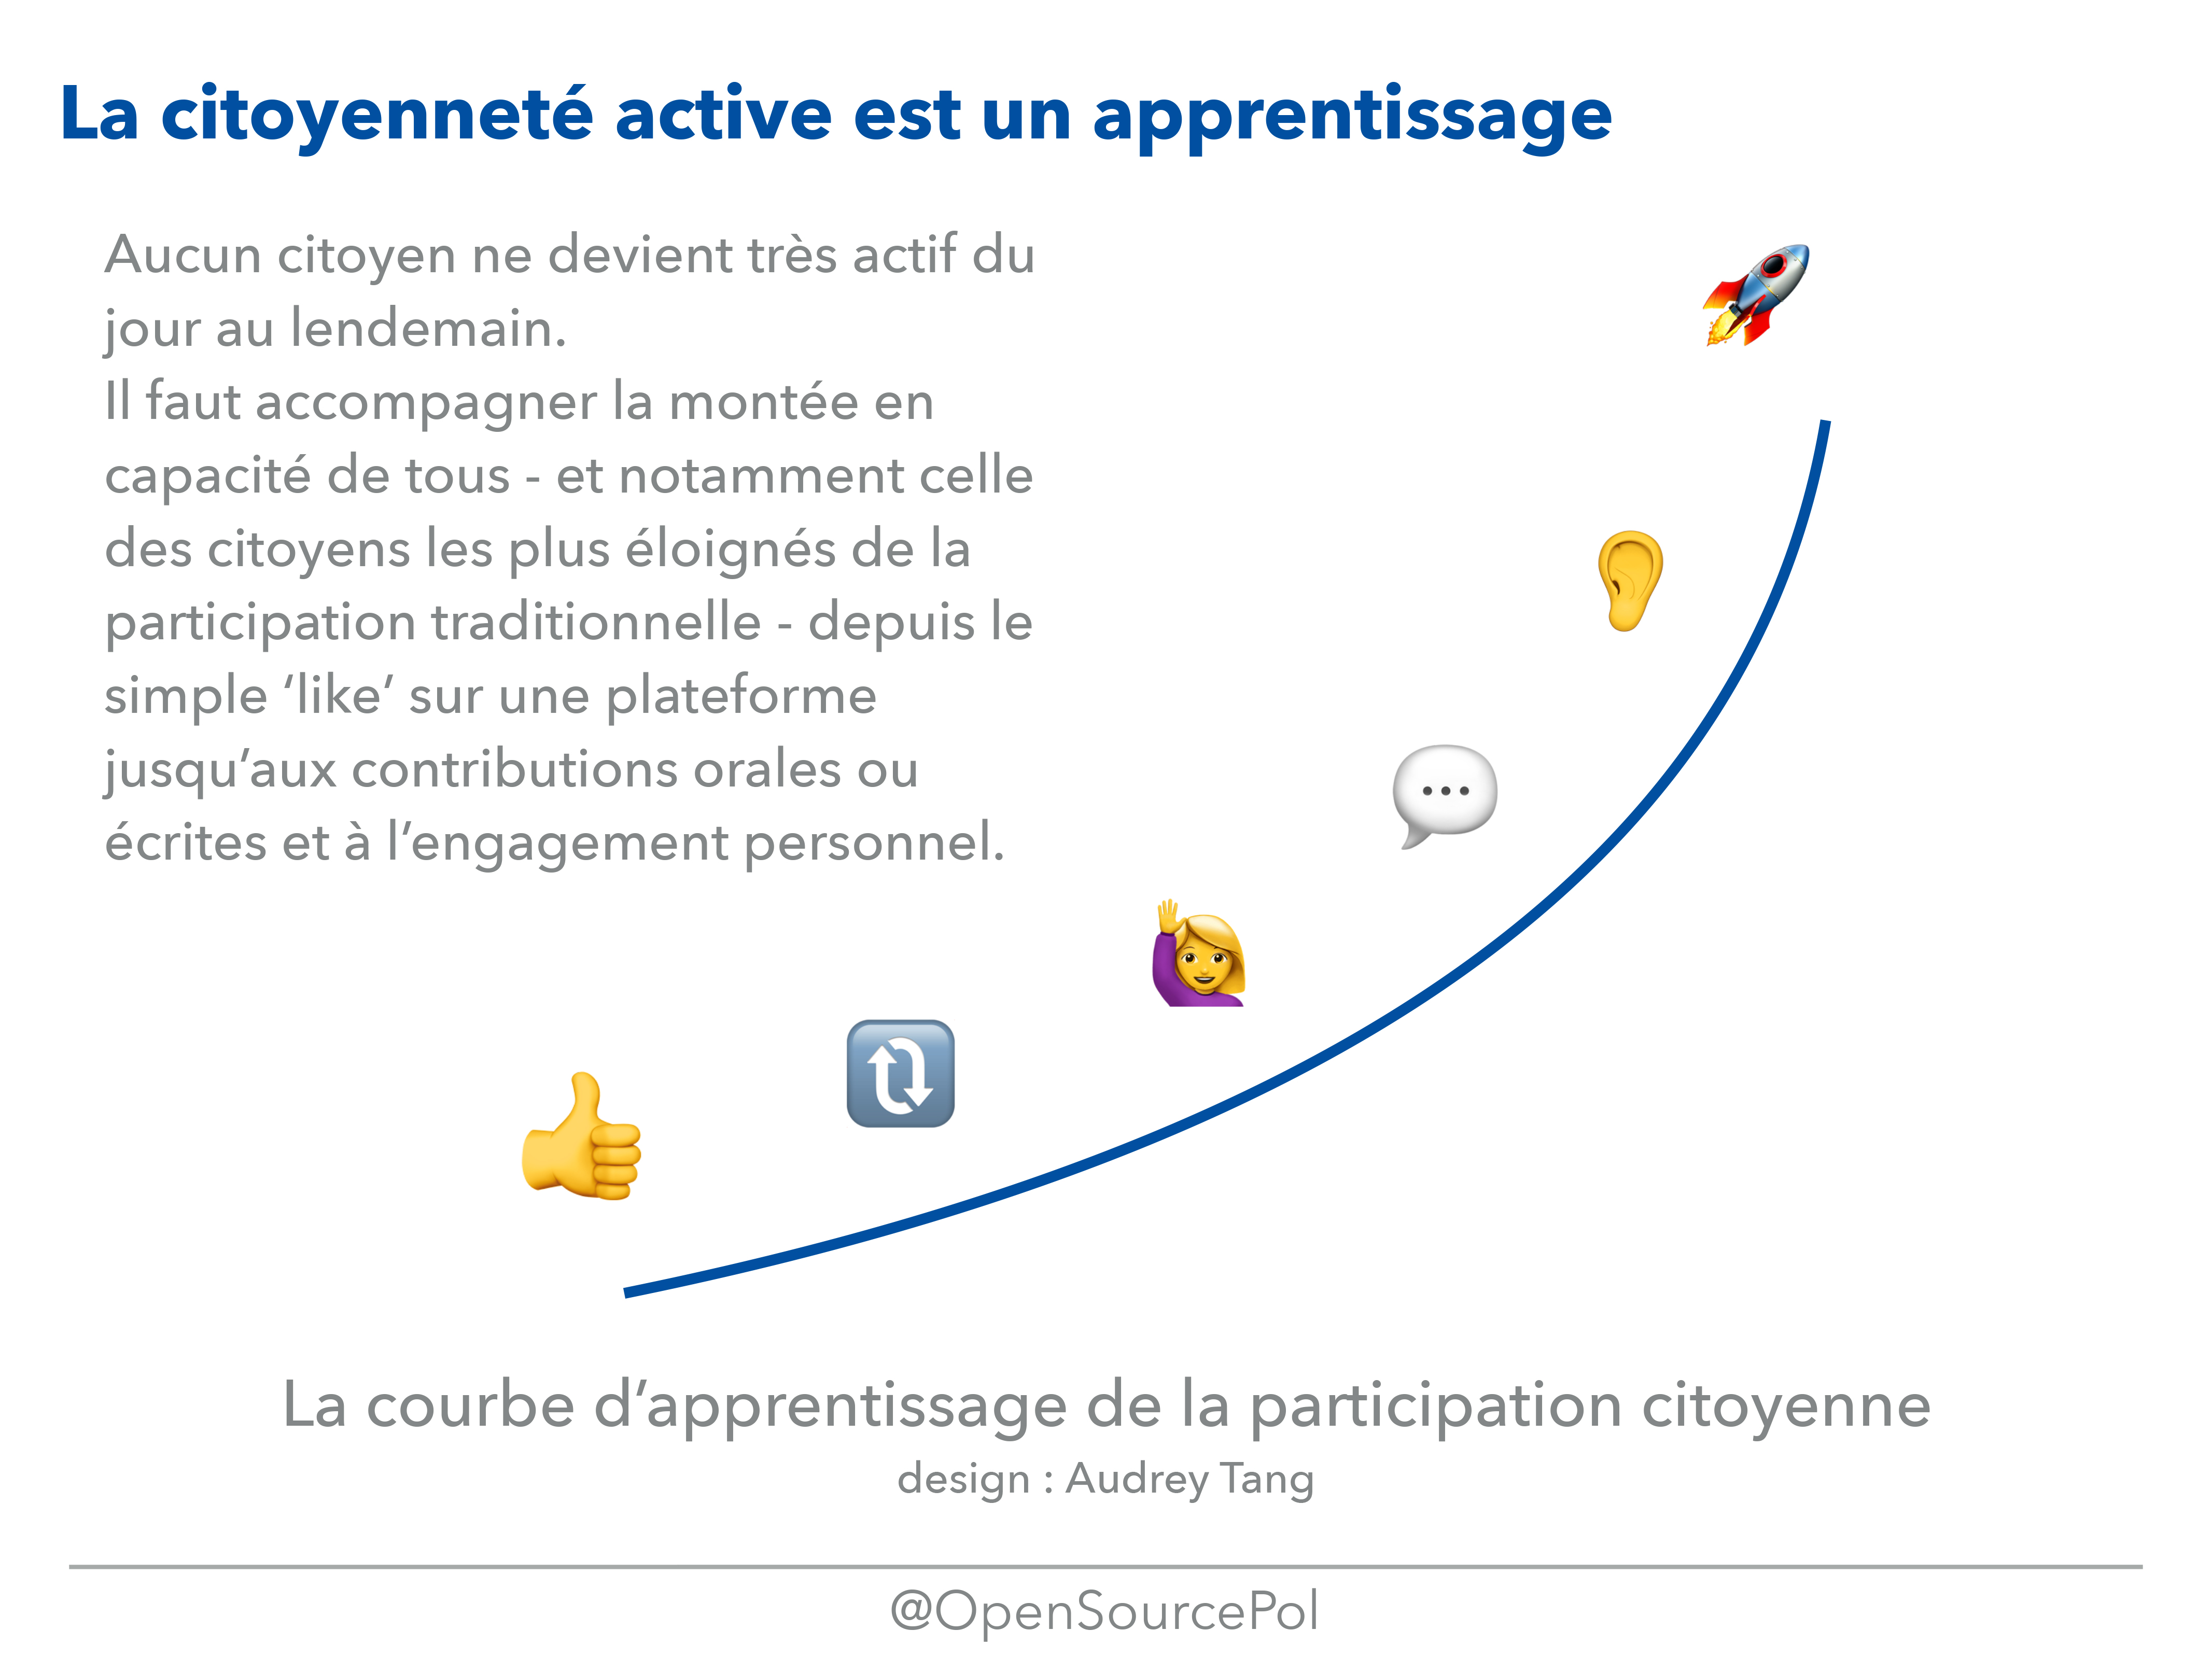 La citoyenneté active est un apprentissage
Aucun citoyen ne devient très actif du
jour au lendemain.
Il faut accompagner la montée en
capacité de tous - et notamment celle
des citoyens les plus éloignés de la
participation traditionnelle - depuis le
simple ‘like’ sur une plateforme
jusqu’aux contributions orales ou
écrites et à l’engagement personnel.
La courbe d’apprentissage de la participation citoyenne
design : Audrey Tang
@OpenSourcePol